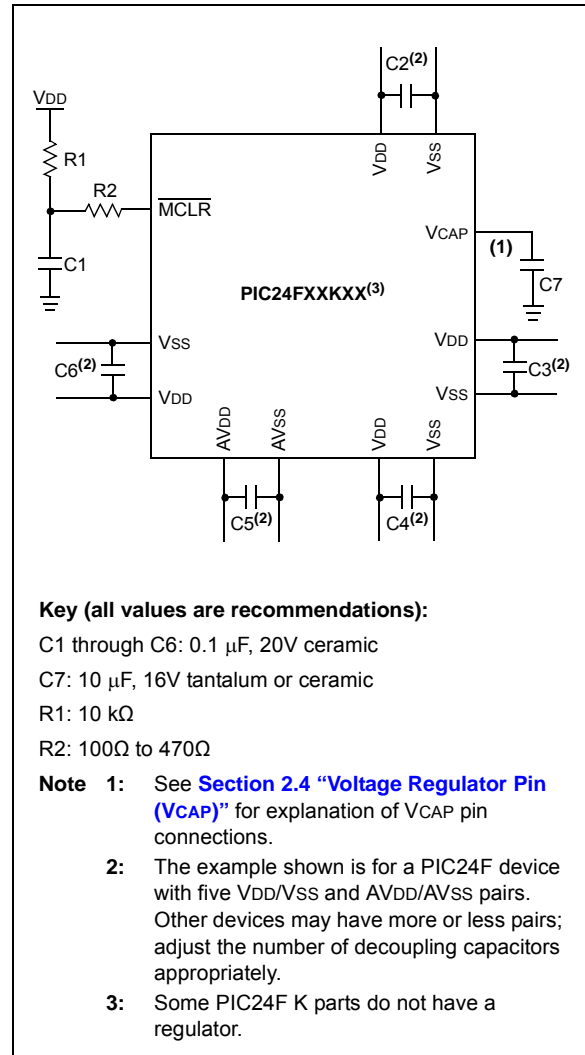 C2(2)
VDD
VDD
VSS
R1
R2
MCLR
VCAP
(1)
C1
C7
PIC24FXXKXX(3)
VSS
VDD
C6(2)
C3(2)
VDD
VSS
AVDD
AVSS
VDD
VSS
C5(2)
C4(2)
Key (all values are recommendations):
C1 through C6: 0.1 μF, 20V ceramic
C7: 10 μF, 16V tantalum or ceramic
R1: 10 kΩ
R2: 100Ω to 470Ω
Note 1: See Section 2.4 “Voltage Regulator Pin
(VCAP)” for explanation of VCAP pin
connections.
2: The example shown is for a PIC24F device
with five VDD/VSS and AVDD/AVSS pairs.
Other devices may have more or less pairs;
adjust the number of decoupling capacitors
appropriately.
3: Some PIC24F K parts do not have a
regulator.